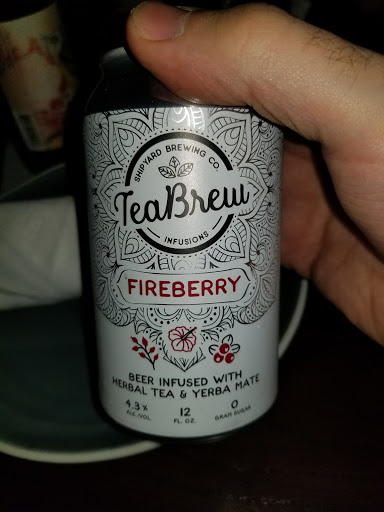 SHIPYARD BREWING CO.
TeaBrew
INFUSIONS
FIREBERRY
BEER INFUSED WITH
HERBAL TEA & YERBA MATE
4.3% 12 0
ALC./VOL. FL. OZ. GRAM SUGAR